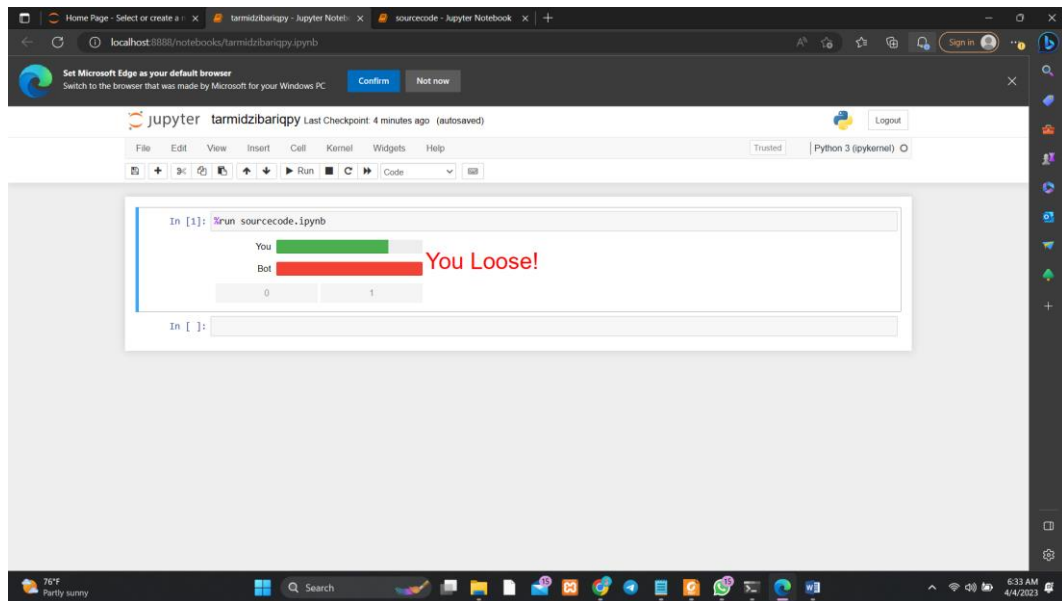 Home Page - Select or create a n
tarmidzibariqpy - Jupyter Noteb
sourcecode - Jupyter Notebook
localhost:8888/notebooks/tarmidzibariqpy.ipynb
Sign in
Set Microsoft Edge as your default browser
Switch to the browser that was made by Microsoft for your Windows PC
Confirm
Not now
jupyter tarmidzibariqpy Last Checkpoint: 4 minutes ago (autosaved)
Logout
File Edit View Insert Cell Kernel Widgets Help
Trusted
Python 3 (ipykernel)
Run
Code
In [1]: %run sourcecode.ipynb
You
Bot
You Loose!
0 1
In [ ]:
76°F
Partly sunny
Search
15
15
6:33 AM
4/4/2023